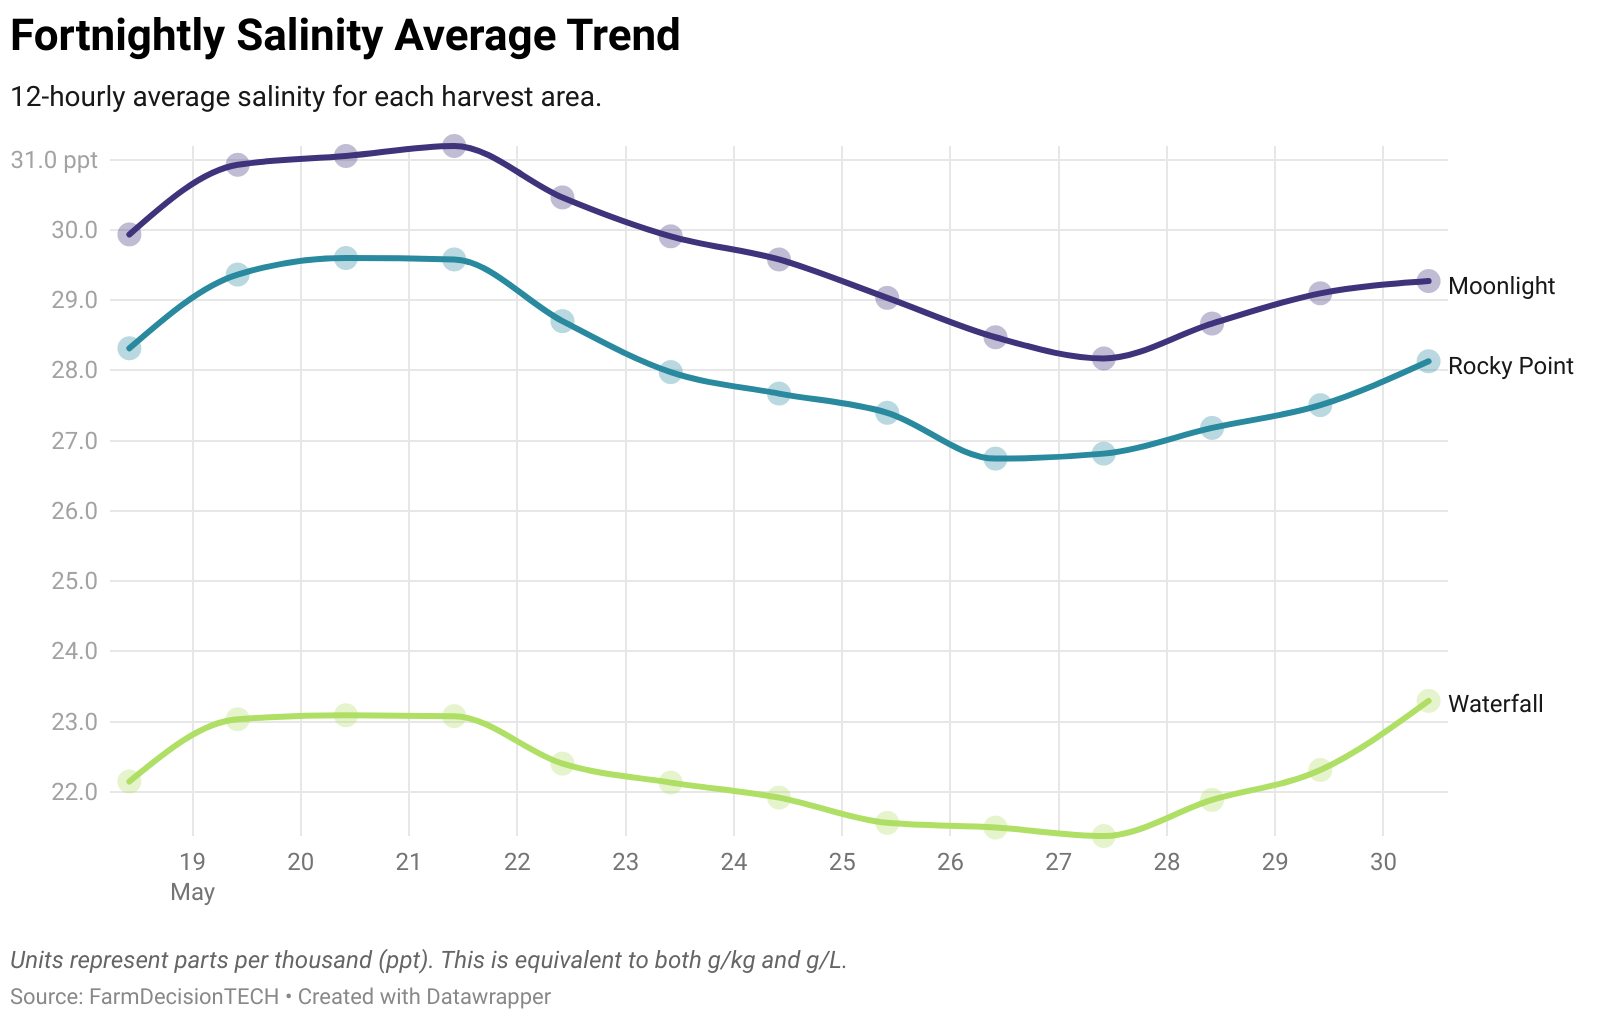 Fortnightly Salinity Average Trend
12-hourly average salinity for each harvest area.
31.0 ppt
30.0
29.0
28.0
27.0
26.0
25.0
24.0
23.0
22.0
Moonlight
Rocky Point
Waterfall
19 20 21 22 23 24 25 26 27 28 29 30
May
Units represent parts per thousand (ppt). This is equivalent to both g/kg and g/L.
Source: FarmDecisionTECH • Created with Datawrapper